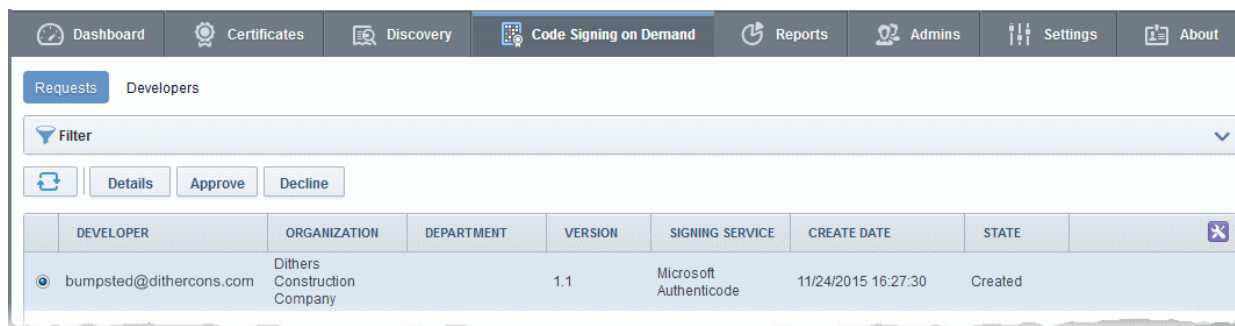 Dashboard Certificates Discovery Code Signing on Demand Reports Admins Settings About
Requests Developers
Filter
Details Approve Decline
DEVELOPER ORGANIZATION DEPARTMENT VERSION SIGNING SERVICE CREATE DATE STATE
bumpsted@dithercons.com Dithers Construction Company 1.1 Microsoft Authenticode 11/24/2015 16:27:30 Created